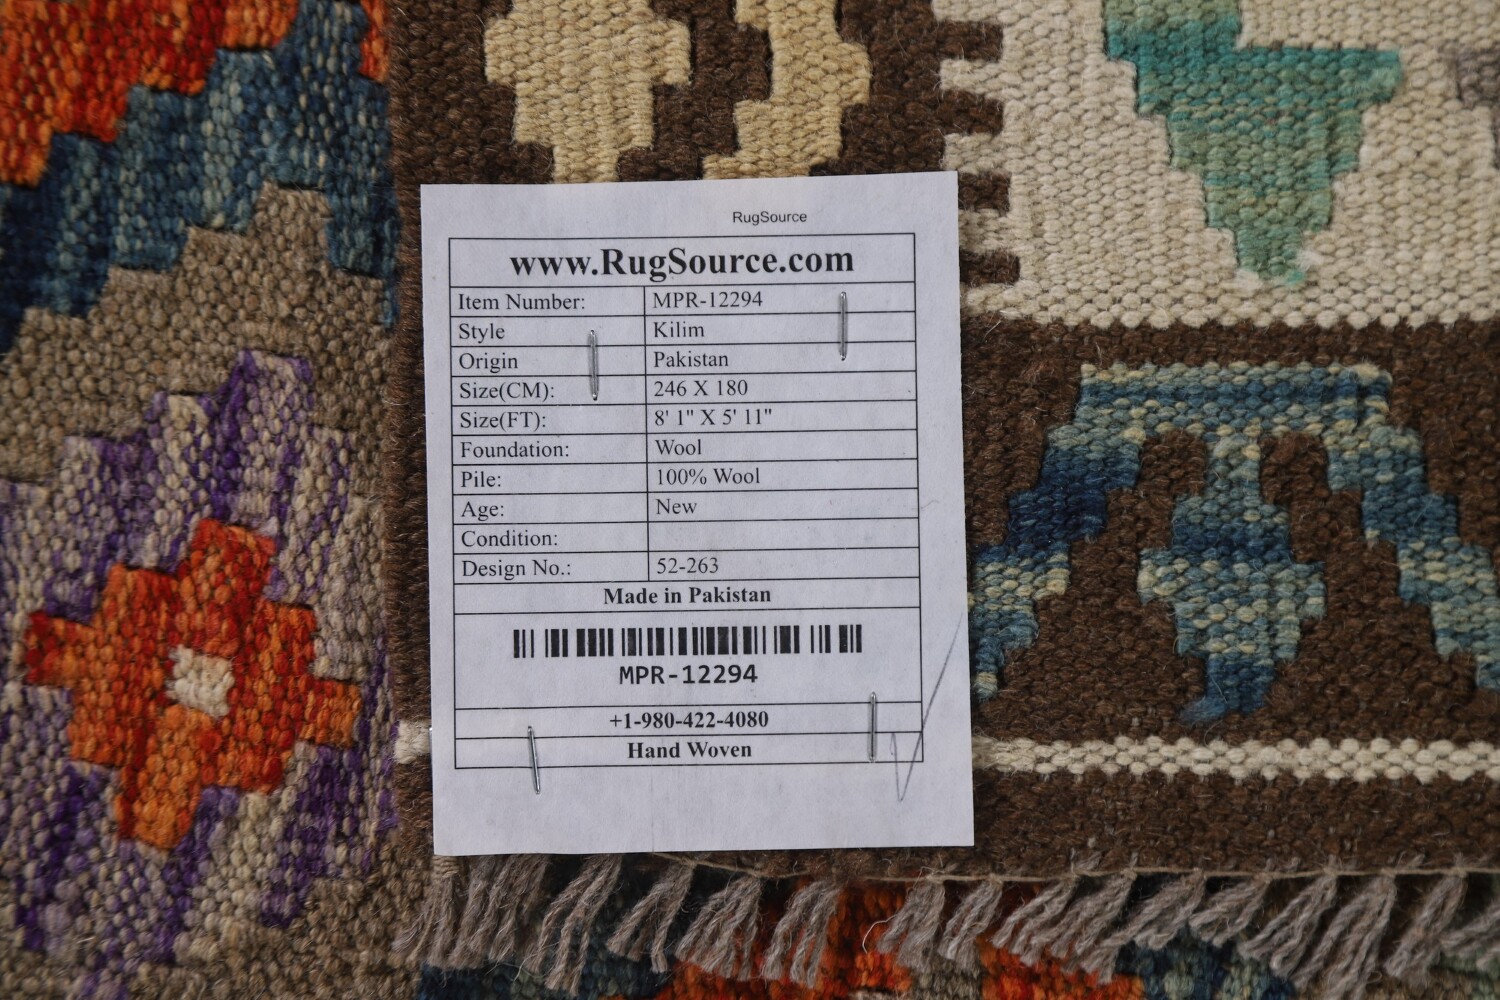 RugSource
www.RugSource.com
Item Number: MPR-12294
Style Kilim
Origin Pakistan
Size(CM): 246 X 180
Size(FT): 8' 1" X 5' 11"
Foundation: Wool
Pile: 100% Wool
Age: New
Condition:
Design No.: 52-263
Made in Pakistan
MPR-12294
+1-980-422-4080
Hand Woven